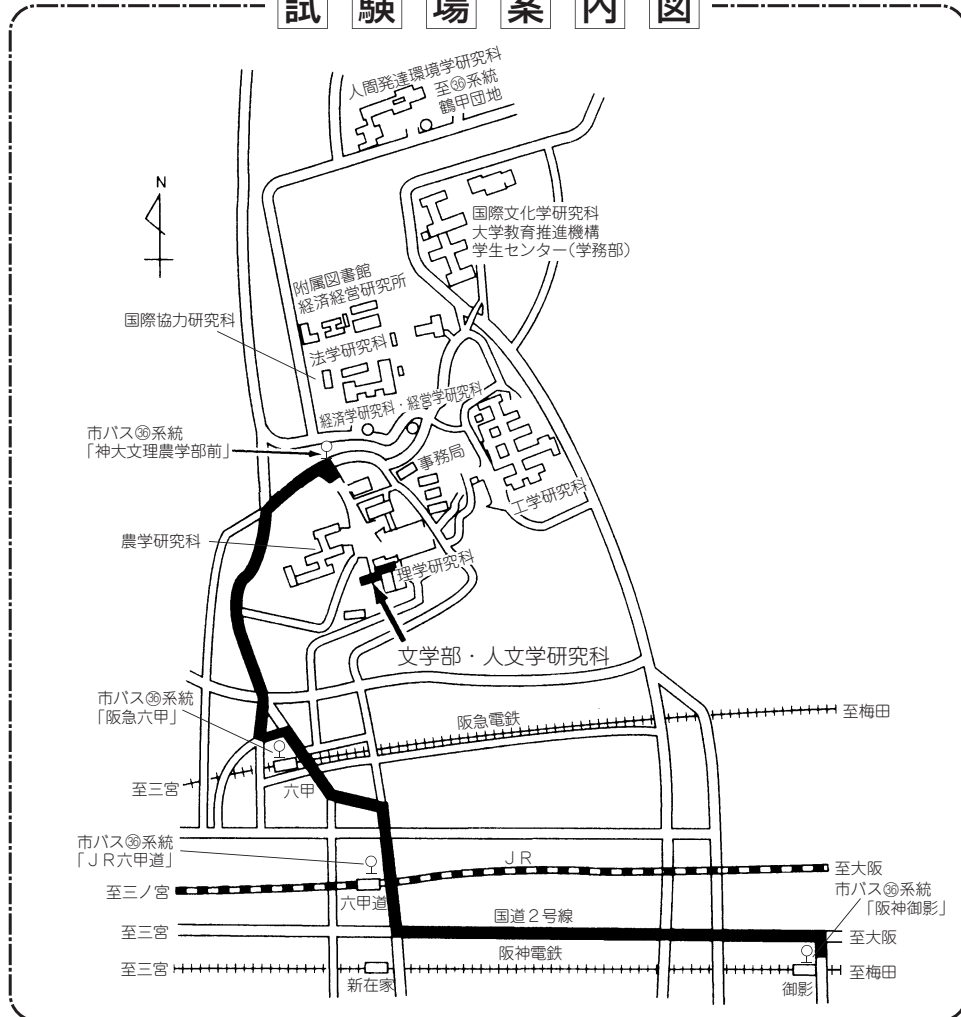 試験場案内図
人間発達環境学研究科
至㊱系統
鶴甲団地
N
国際文化学研究科
大学教育推進機構
学生センター(学務部)
附属図書館
経済経営研究所
国際協力研究科
法学研究科
経済学研究科・経営学研究科
市バス㊱系統
「神大文理農学部前」
事務局
工学研究科
農学研究科
理学研究科
文学部・人文学研究科
市バス㊱系統
「阪急六甲」
阪急電鉄
至梅田
至三宮
六甲
市バス㊱系統
「JR六甲道」
JR
至大阪
至三ノ宮
六甲道
市バス㊱系統
「阪神御影」
国道2号線
至三宮
至大阪
阪神電鉄
至三宮
至梅田
新在家
御影